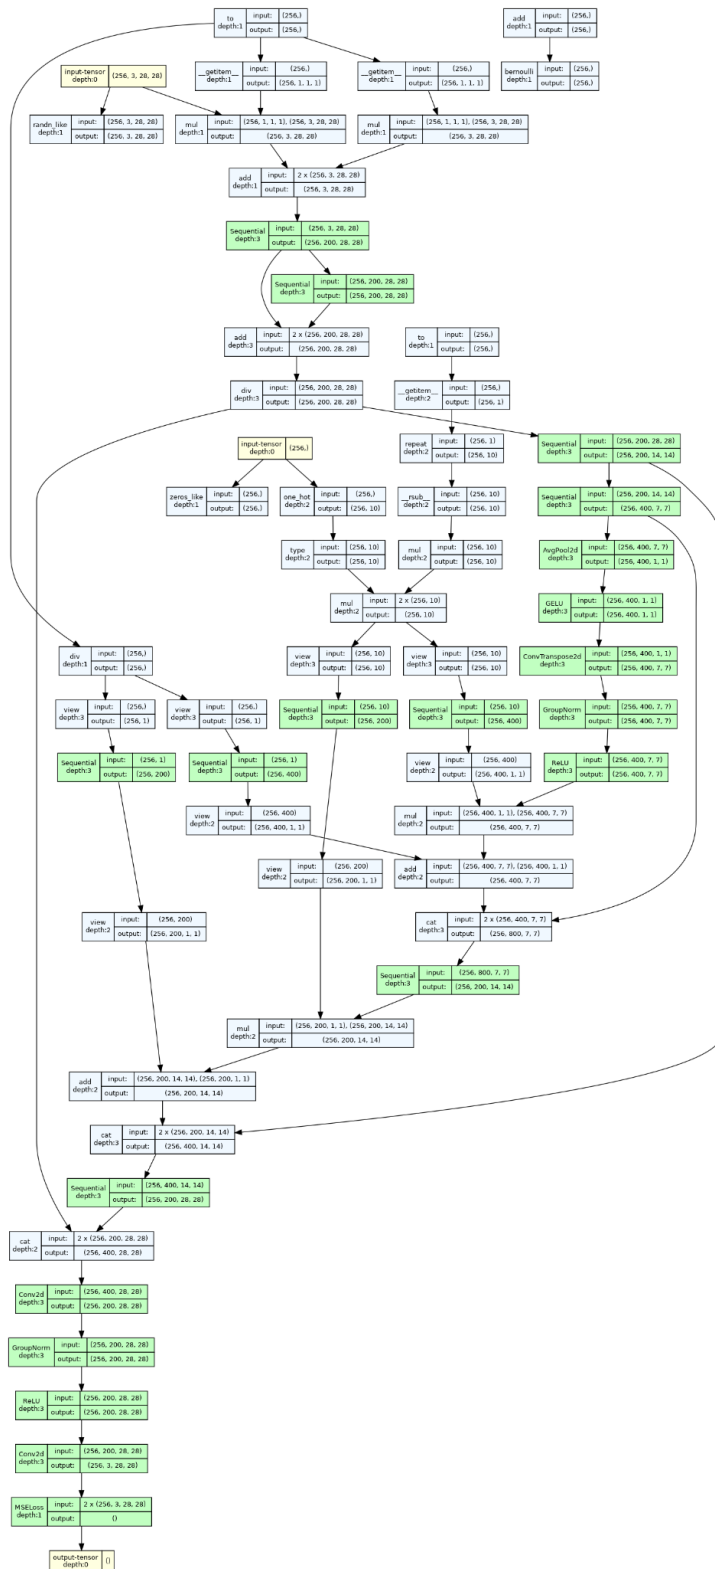 to depth:1 input: (256,) output: (256,)
add depth:1 input: (256,) output: (256,)
input-tensor depth:0 (256, 3, 28, 28)
__getitem__ depth:1 input: (256,) output: (256, 1, 1, 1)
__getitem__ depth:1 input: (256,) output: (256, 1, 1, 1)
bernoulli depth:1 input: (256,) output: (256,)
randn_like depth:1 input: (256, 3, 28, 28) output: (256, 3, 28, 28)
mul depth:1 input: (256, 1, 1, 1), (256, 3, 28, 28) output: (256, 3, 28, 28)
mul depth:1 input: (256, 1, 1, 1), (256, 3, 28, 28) output: (256, 3, 28, 28)
add depth:1 input: 2 x (256, 3, 28, 28) output: (256, 3, 28, 28)
Sequential depth:3 input: (256, 3, 28, 28) output: (256, 200, 28, 28)
Sequential depth:3 input: (256, 200, 28, 28) output: (256, 200, 28, 28)
add depth:3 input: 2 x (256, 200, 28, 28) output: (256, 200, 28, 28)
to depth:1 input: (256,) output: (256,)
div depth:3 input: (256, 200, 28, 28) output: (256, 200, 28, 28)
__getitem__ depth:2 input: (256,) output: (256, 1)
input-tensor depth:0 (256,)
repeat depth:2 input: (256, 1) output: (256, 10)
Sequential depth:3 input: (256, 200, 28, 28) output: (256, 200, 14, 14)
zeros_like depth:1 input: (256,) output: (256,)
one_hot depth:2 input: (256,) output: (256, 10)
__rsub__ depth:2 input: (256, 10) output: (256, 10)
Sequential depth:3 input: (256, 200, 14, 14) output: (256, 400, 7, 7)
type depth:2 input: (256, 10) output: (256, 10)
mul depth:2 input: (256, 10) output: (256, 10)
AvgPool2d depth:3 input: (256, 400, 7, 7) output: (256, 400, 1, 1)
mul depth:2 input: 2 x (256, 10) output: (256, 10)
GELU depth:3 input: (256, 400, 1, 1) output: (256, 400, 1, 1)
div depth:1 input: (256,) output: (256,)
view depth:3 input: (256, 10) output: (256, 10)
view depth:3 input: (256, 10) output: (256, 10)
ConvTranspose2d depth:3 input: (256, 400, 1, 1) output: (256, 400, 7, 7)
view depth:3 input: (256,) output: (256, 1)
view depth:3 input: (256,) output: (256, 1)
Sequential depth:3 input: (256, 10) output: (256, 200)
Sequential depth:3 input: (256, 10) output: (256, 400)
GroupNorm depth:3 input: (256, 400, 7, 7) output: (256, 400, 7, 7)
Sequential depth:3 input: (256, 1) output: (256, 200)
Sequential depth:3 input: (256, 1) output: (256, 400)
view depth:2 input: (256, 400) output: (256, 400, 1, 1)
ReLU depth:3 input: (256, 400, 7, 7) output: (256, 400, 7, 7)
view depth:2 input: (256, 400) output: (256, 400, 1, 1)
mul depth:2 input: (256, 400, 1, 1), (256, 400, 7, 7) output: (256, 400, 7, 7)
view depth:2 input: (256, 200) output: (256, 200, 1, 1)
add depth:2 input: (256, 400, 7, 7), (256, 400, 1, 1) output: (256, 400, 7, 7)
view depth:2 input: (256, 200) output: (256, 200, 1, 1)
cat depth:3 input: 2 x (256, 400, 7, 7) output: (256, 800, 7, 7)
Sequential depth:3 input: (256, 800, 7, 7) output: (256, 200, 14, 14)
mul depth:2 input: (256, 200, 1, 1), (256, 200, 14, 14) output: (256, 200, 14, 14)
add depth:2 input: (256, 200, 14, 14), (256, 200, 1, 1) output: (256, 200, 14, 14)
cat depth:3 input: 2 x (256, 200, 14, 14) output: (256, 400, 14, 14)
Sequential depth:3 input: (256, 400, 14, 14) output: (256, 200, 28, 28)
cat depth:2 input: 2 x (256, 200, 28, 28) output: (256, 400, 28, 28)
Conv2d depth:3 input: (256, 400, 28, 28) output: (256, 200, 28, 28)
GroupNorm depth:3 input: (256, 200, 28, 28) output: (256, 200, 28, 28)
ReLU depth:3 input: (256, 200, 28, 28) output: (256, 200, 28, 28)
Conv2d depth:3 input: (256, 200, 28, 28) output: (256, 3, 28, 28)
MSELoss depth:1 input: 2 x (256, 3, 28, 28) output: ()
output-tensor depth:0 ()